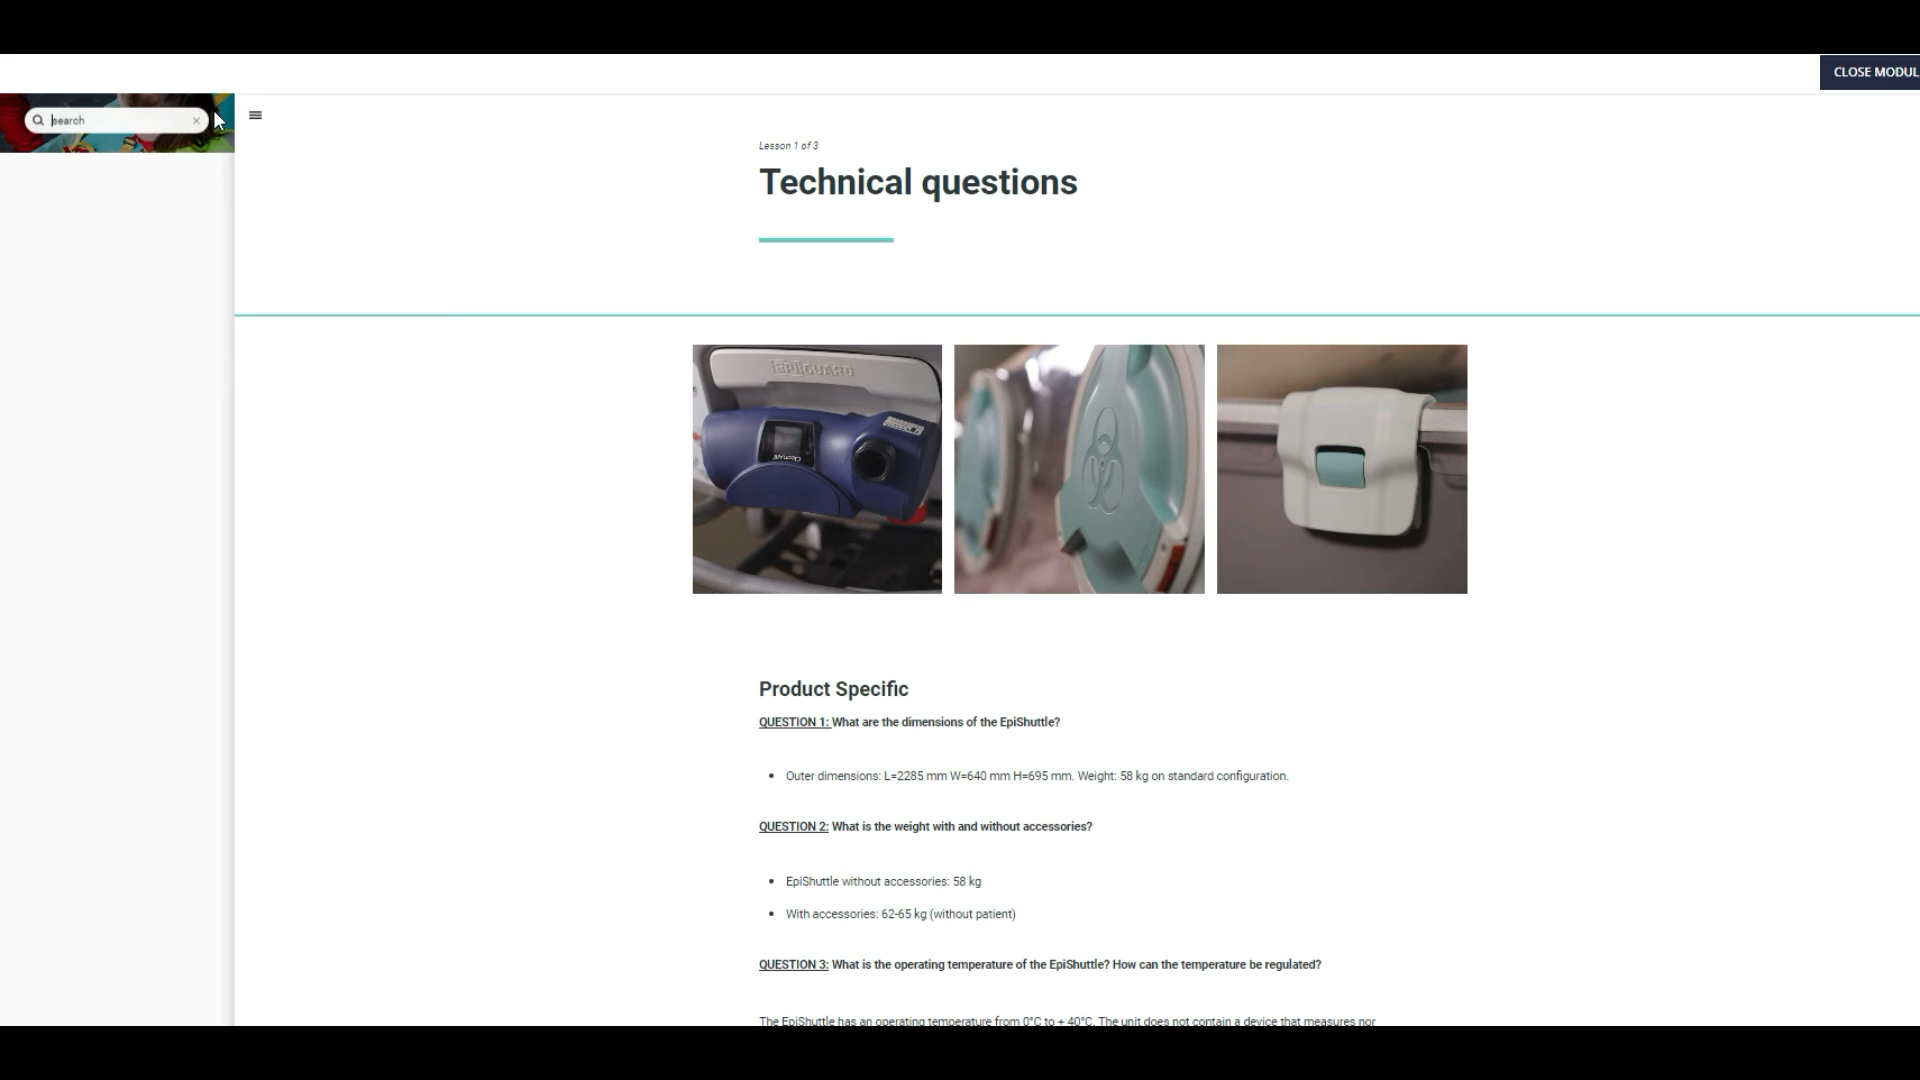 CLOSE MODUL
search
Lesson 1 of 3
Technical questions
EPIGUARD
CleanAIR
Product Specific
QUESTION 1: What are the dimensions of the EpiShuttle?
Outer dimensions: L=2285 mm W=640 mm H=695 mm. Weight: 58 kg on standard configuration.
QUESTION 2: What is the weight with and without accessories?
EpiShuttle without accessories: 58 kg
With accessories: 62-65 kg (without patient)
QUESTION 3: What is the operating temperature of the EpiShuttle? How can the temperature be regulated?
The EpiShuttle has an operating temperature from 0°C to + 40°C. The unit does not contain a device that measures nor